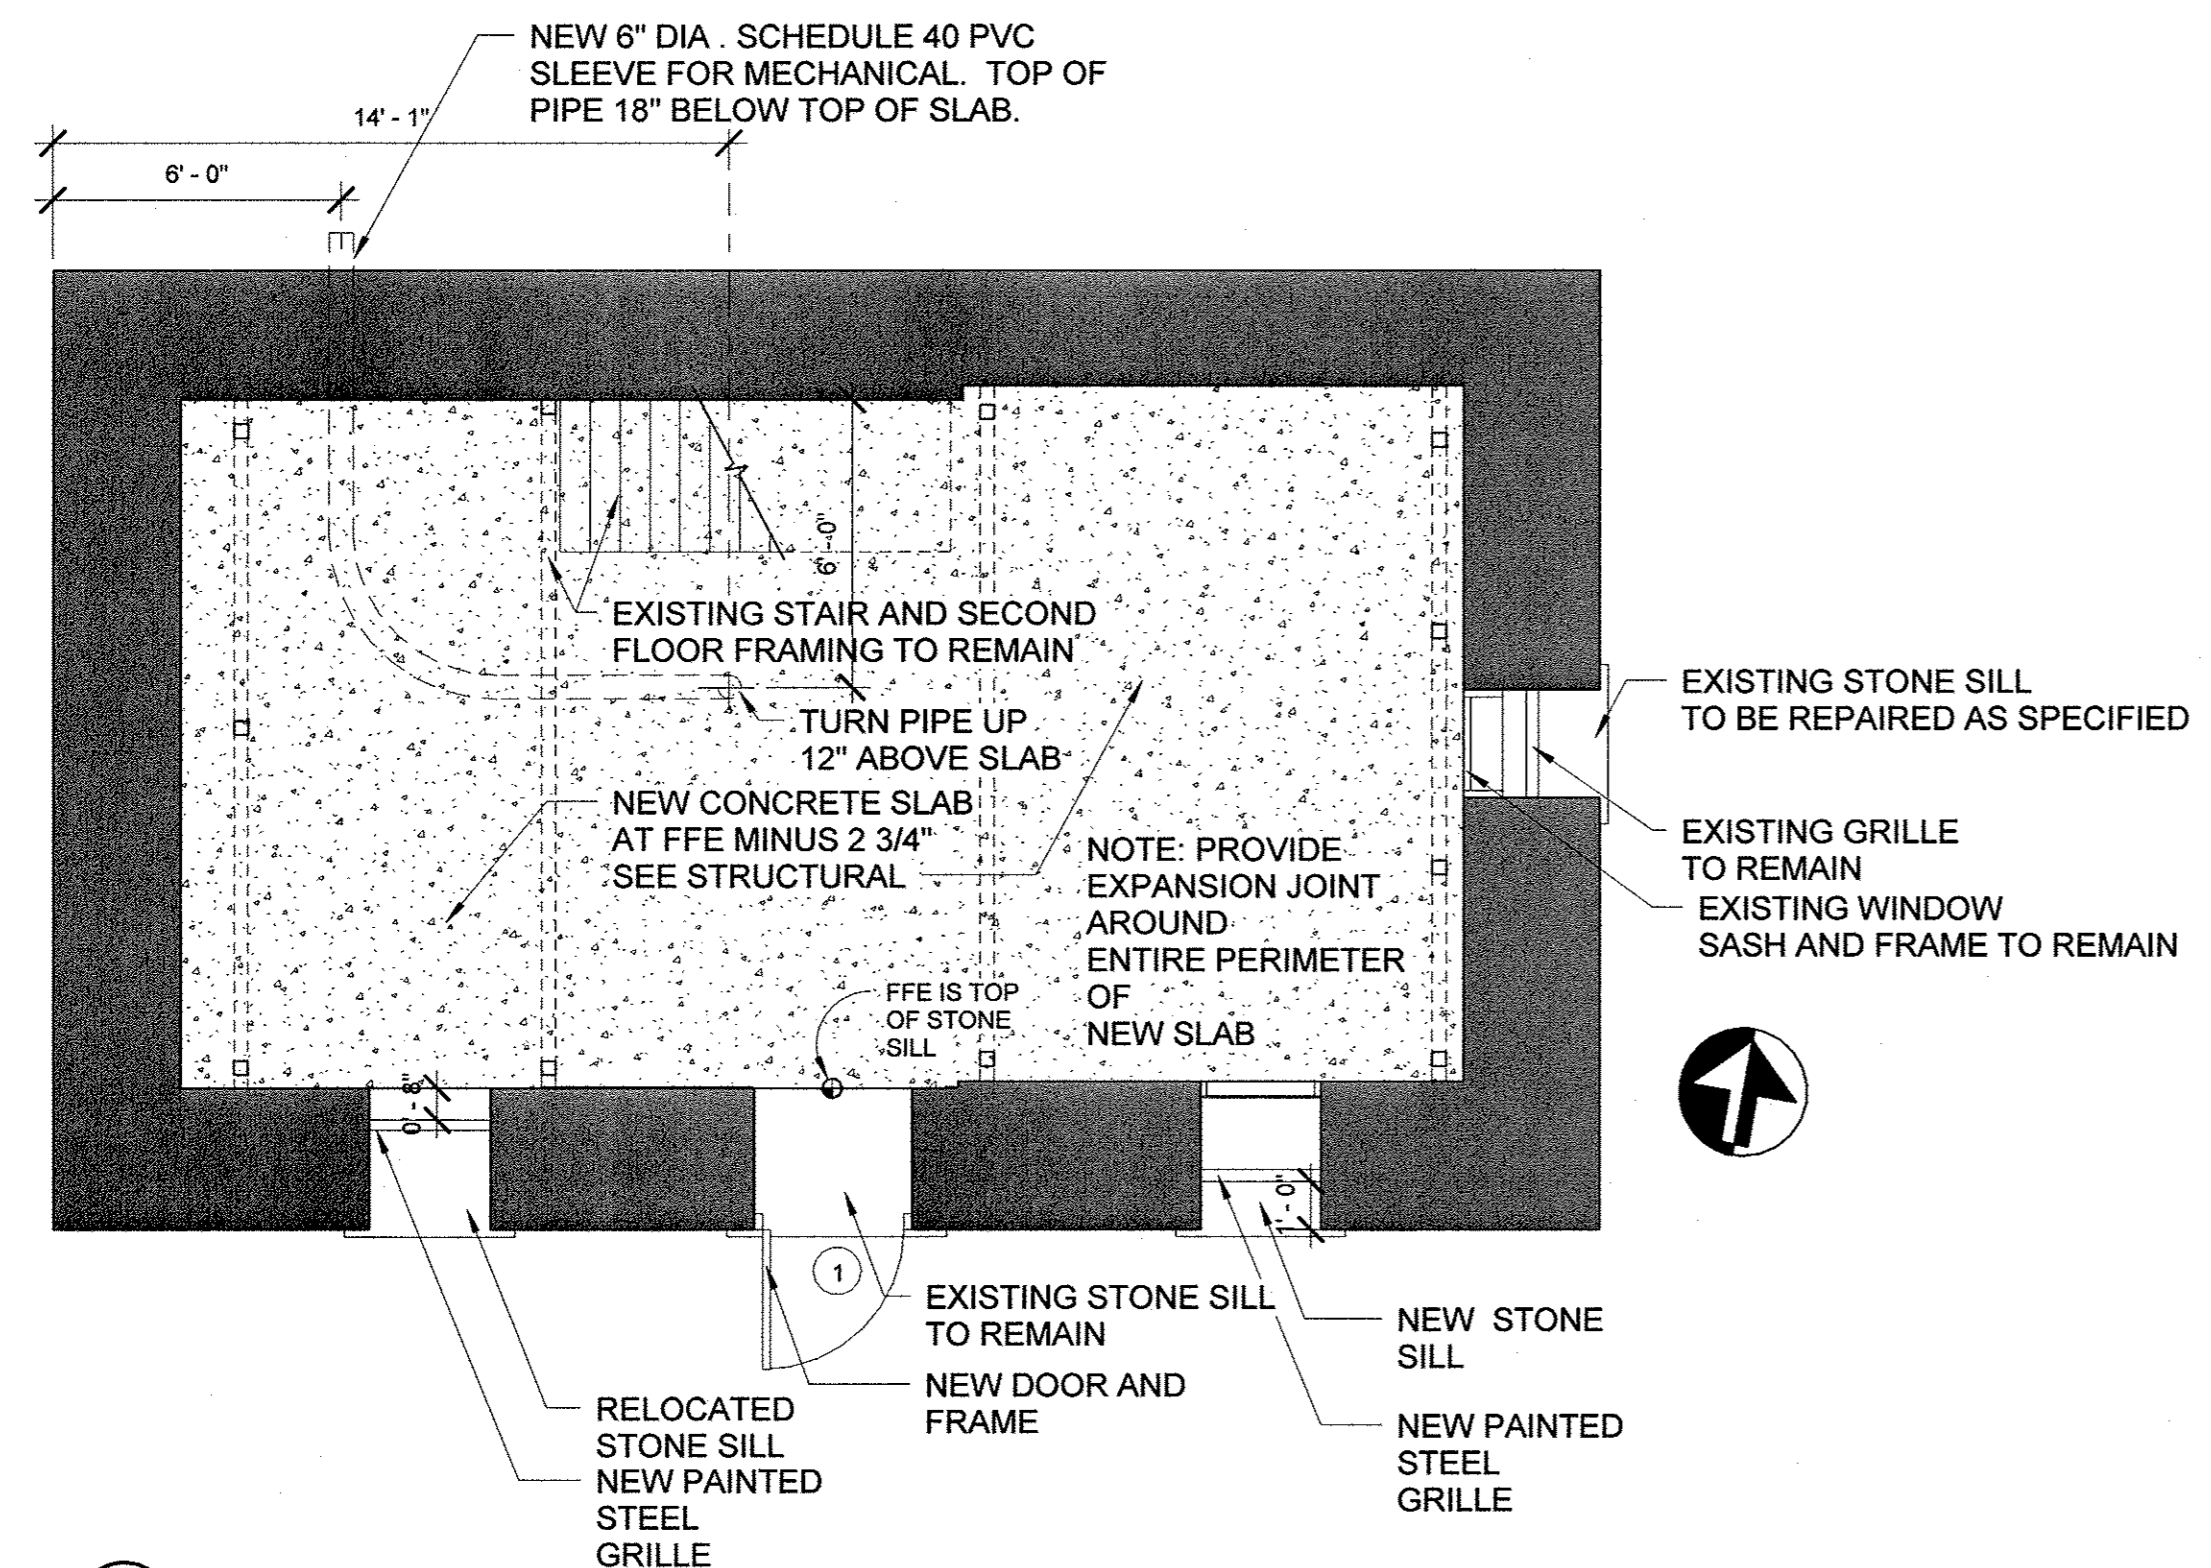 NEW 6" DIA . SCHEDULE 40 PVC
SLEEVE FOR MECHANICAL. TOP OF
PIPE 18" BELOW TOP OF SLAB.
14' - 1"
6' - 0"
6' - 0"
EXISTING STAIR AND SECOND
FLOOR FRAMING TO REMAIN
TURN PIPE UP
12" ABOVE SLAB
NEW CONCRETE SLAB
AT FFE MINUS 2 3/4"
SEE STRUCTURAL
NOTE: PROVIDE
EXPANSION JOINT
AROUND
ENTIRE PERIMETER
OF
NEW SLAB
FFE IS TOP
OF STONE
SILL
EXISTING STONE SILL
TO BE REPAIRED AS SPECIFIED
EXISTING GRILLE
TO REMAIN
EXISTING WINDOW
SASH AND FRAME TO REMAIN
0' - 8"
1' - 0"
1
EXISTING STONE SILL
TO REMAIN
NEW DOOR AND
FRAME
NEW STONE
SILL
NEW PAINTED
STEEL
GRILLE
RELOCATED
STONE SILL
NEW PAINTED
STEEL
GRILLE